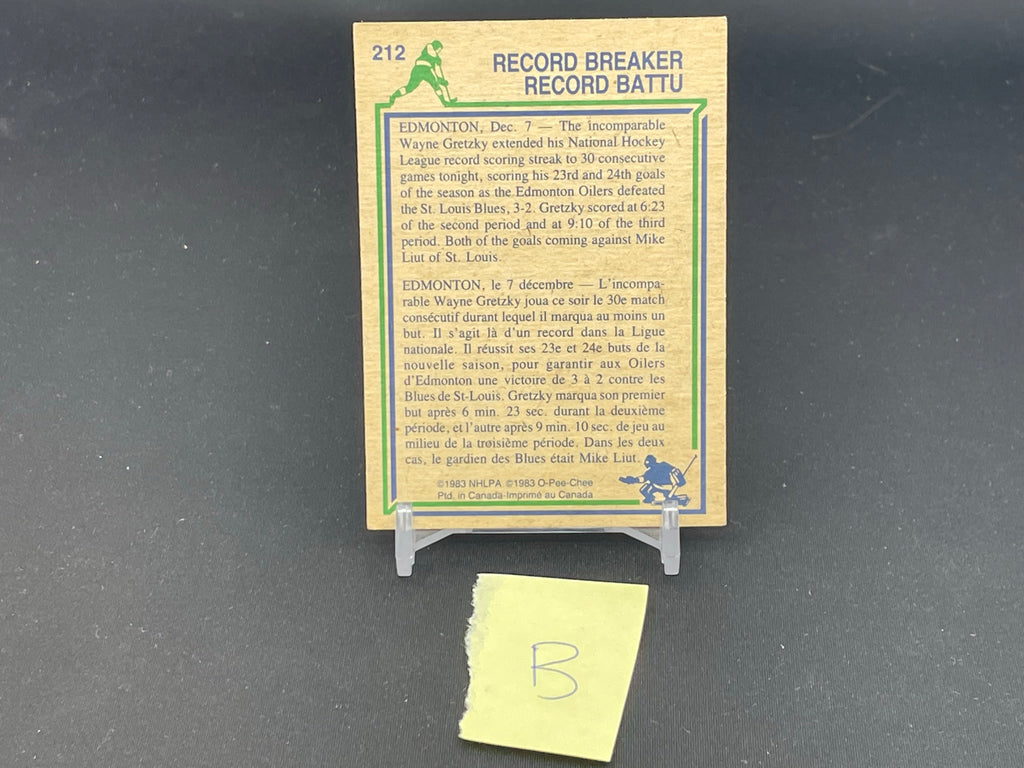 212
RECORD BREAKER
RECORD BATTU
EDMONTON, Dec. 7 — The incomparable
Wayne Gretzky extended his National Hockey
League record scoring streak to 30 consecutive
games tonight, scoring his 23rd and 24th goals
of the season as the Edmonton Oilers defeated
the St. Louis Blues, 3-2. Gretzky scored at 6:23
of the second period and at 9:10 of the third
period. Both of the goals coming against Mike
Liut of St. Louis.
EDMONTON, le 7 décembre — L'incompa-
rable Wayne Gretzky joua ce soir le 30e match
consécutif durant lequel il marqua au moins un
but. Il s'agit là d'un record dans la Ligue
nationale. Il réussit ses 23e et 24e buts de la
nouvelle saison, pour garantir aux Oilers
d'Edmonton une victoire de 3 à 2 contre les
Blues de St-Louis. Gretzky marqua son premier
but après 6 min. 23 sec. durant la deuxième
période, et l'autre après 9 min. 10 sec. de jeu au
milieu de la troisième période. Dans les deux
cas, le gardien des Blues était Mike Liut.
©1983 NHLPA ©1983 O-Pee-Chee
Ptd. in Canada-Imprimé au Canada
B